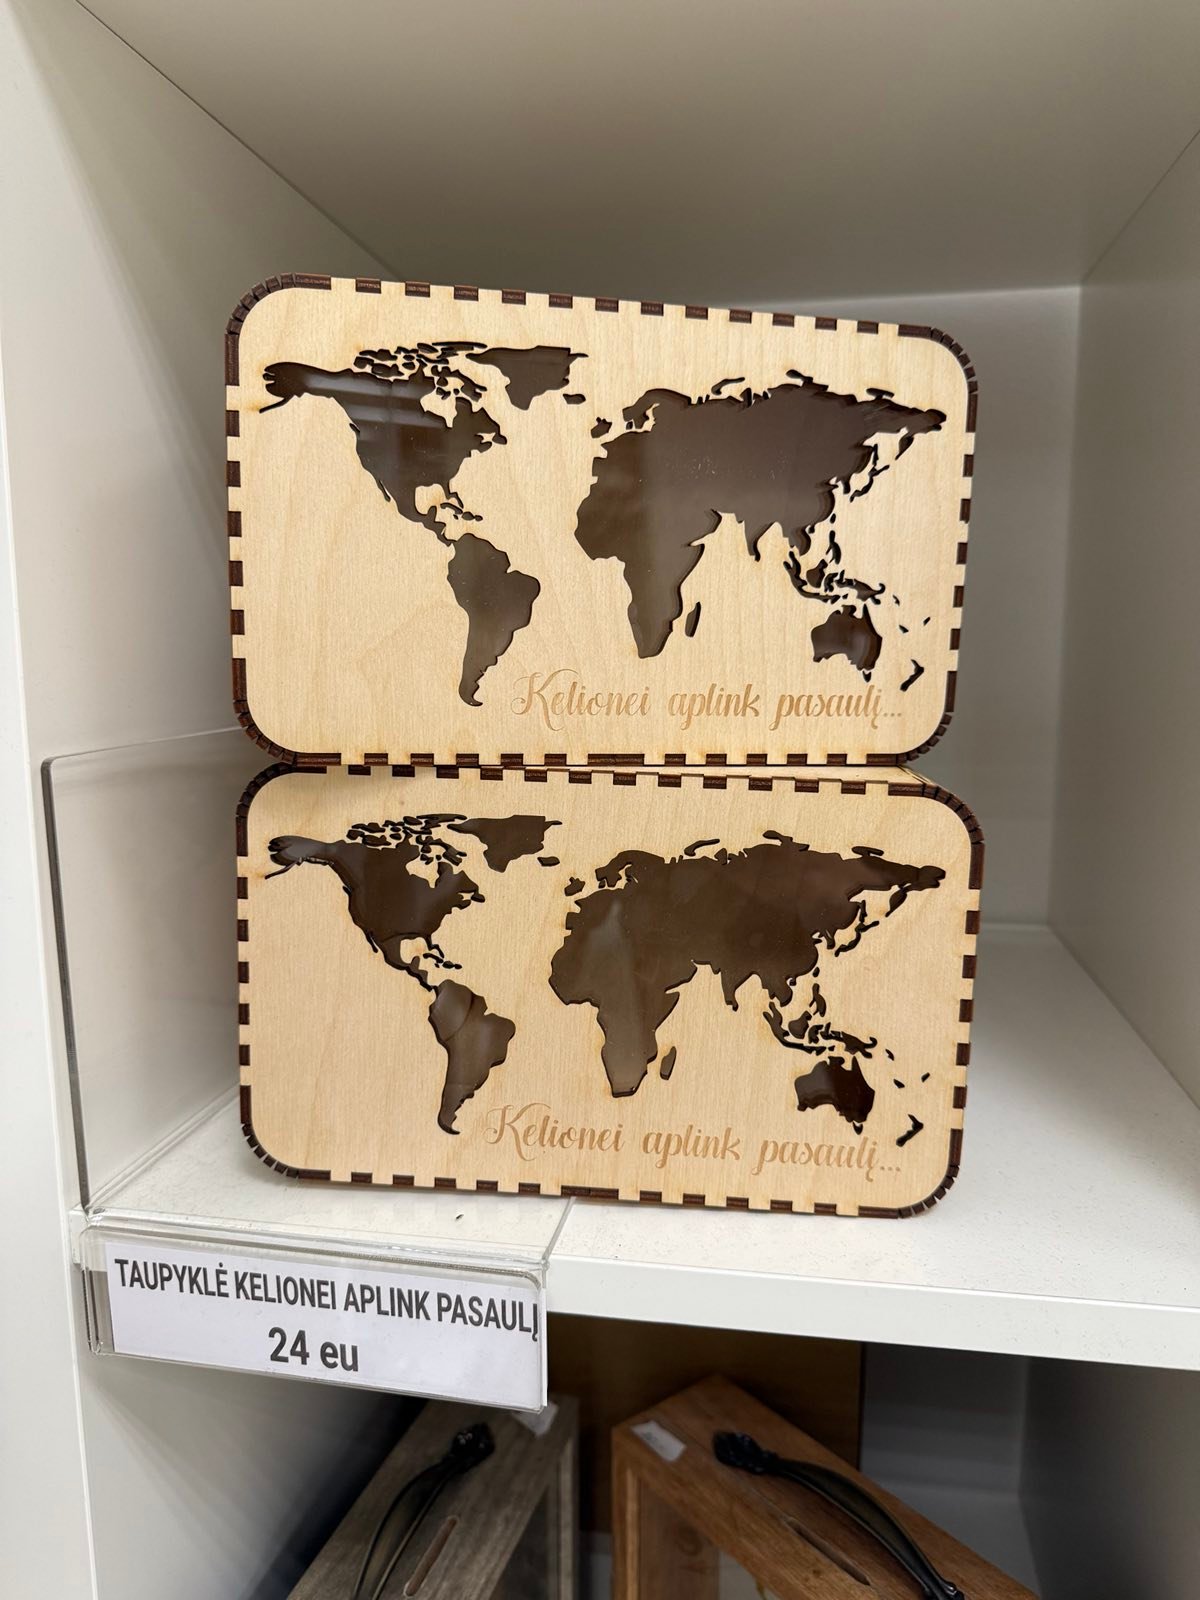 Kelionei aplink pasaulį...
Kelionei aplink pasaulį...
TAUPYKLĖ KELIONEI APLINK PASAULĮ
24 eu